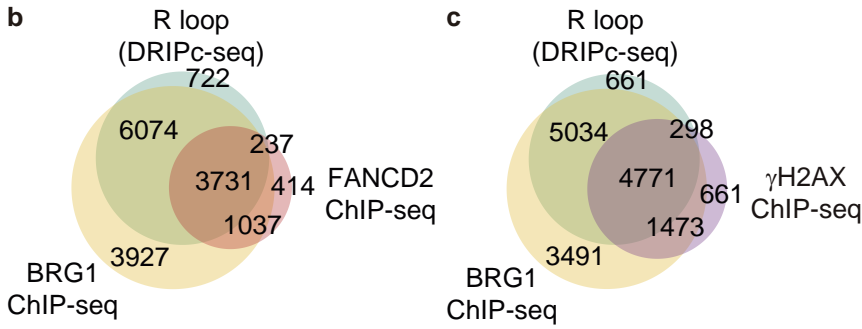 b
R loop
(DRIPc-seq)
722
6074
237
3731
414
FANCD2
ChIP-seq
1037
3927
BRG1
ChIP-seq
c
R loop
(DRIPc-seq)
661
5034
298
4771
661
γH2AX
ChIP-seq
1473
3491
BRG1
ChIP-seq